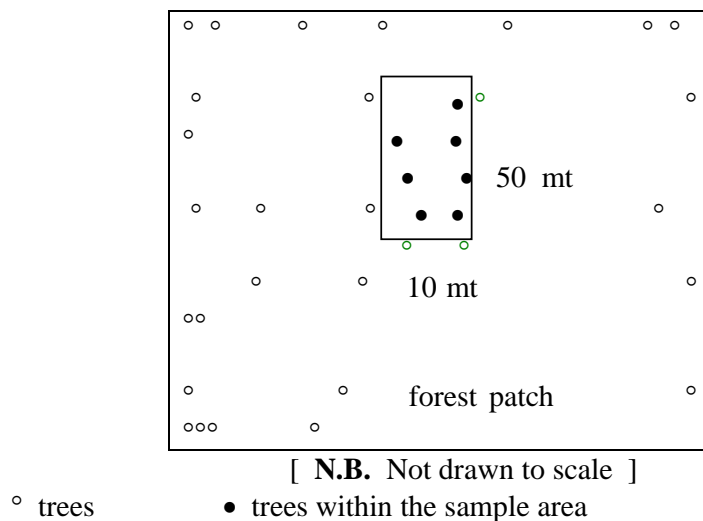 50 mt
10 mt
forest patch
[ N.B. Not drawn to scale ]
trees
trees within the sample area